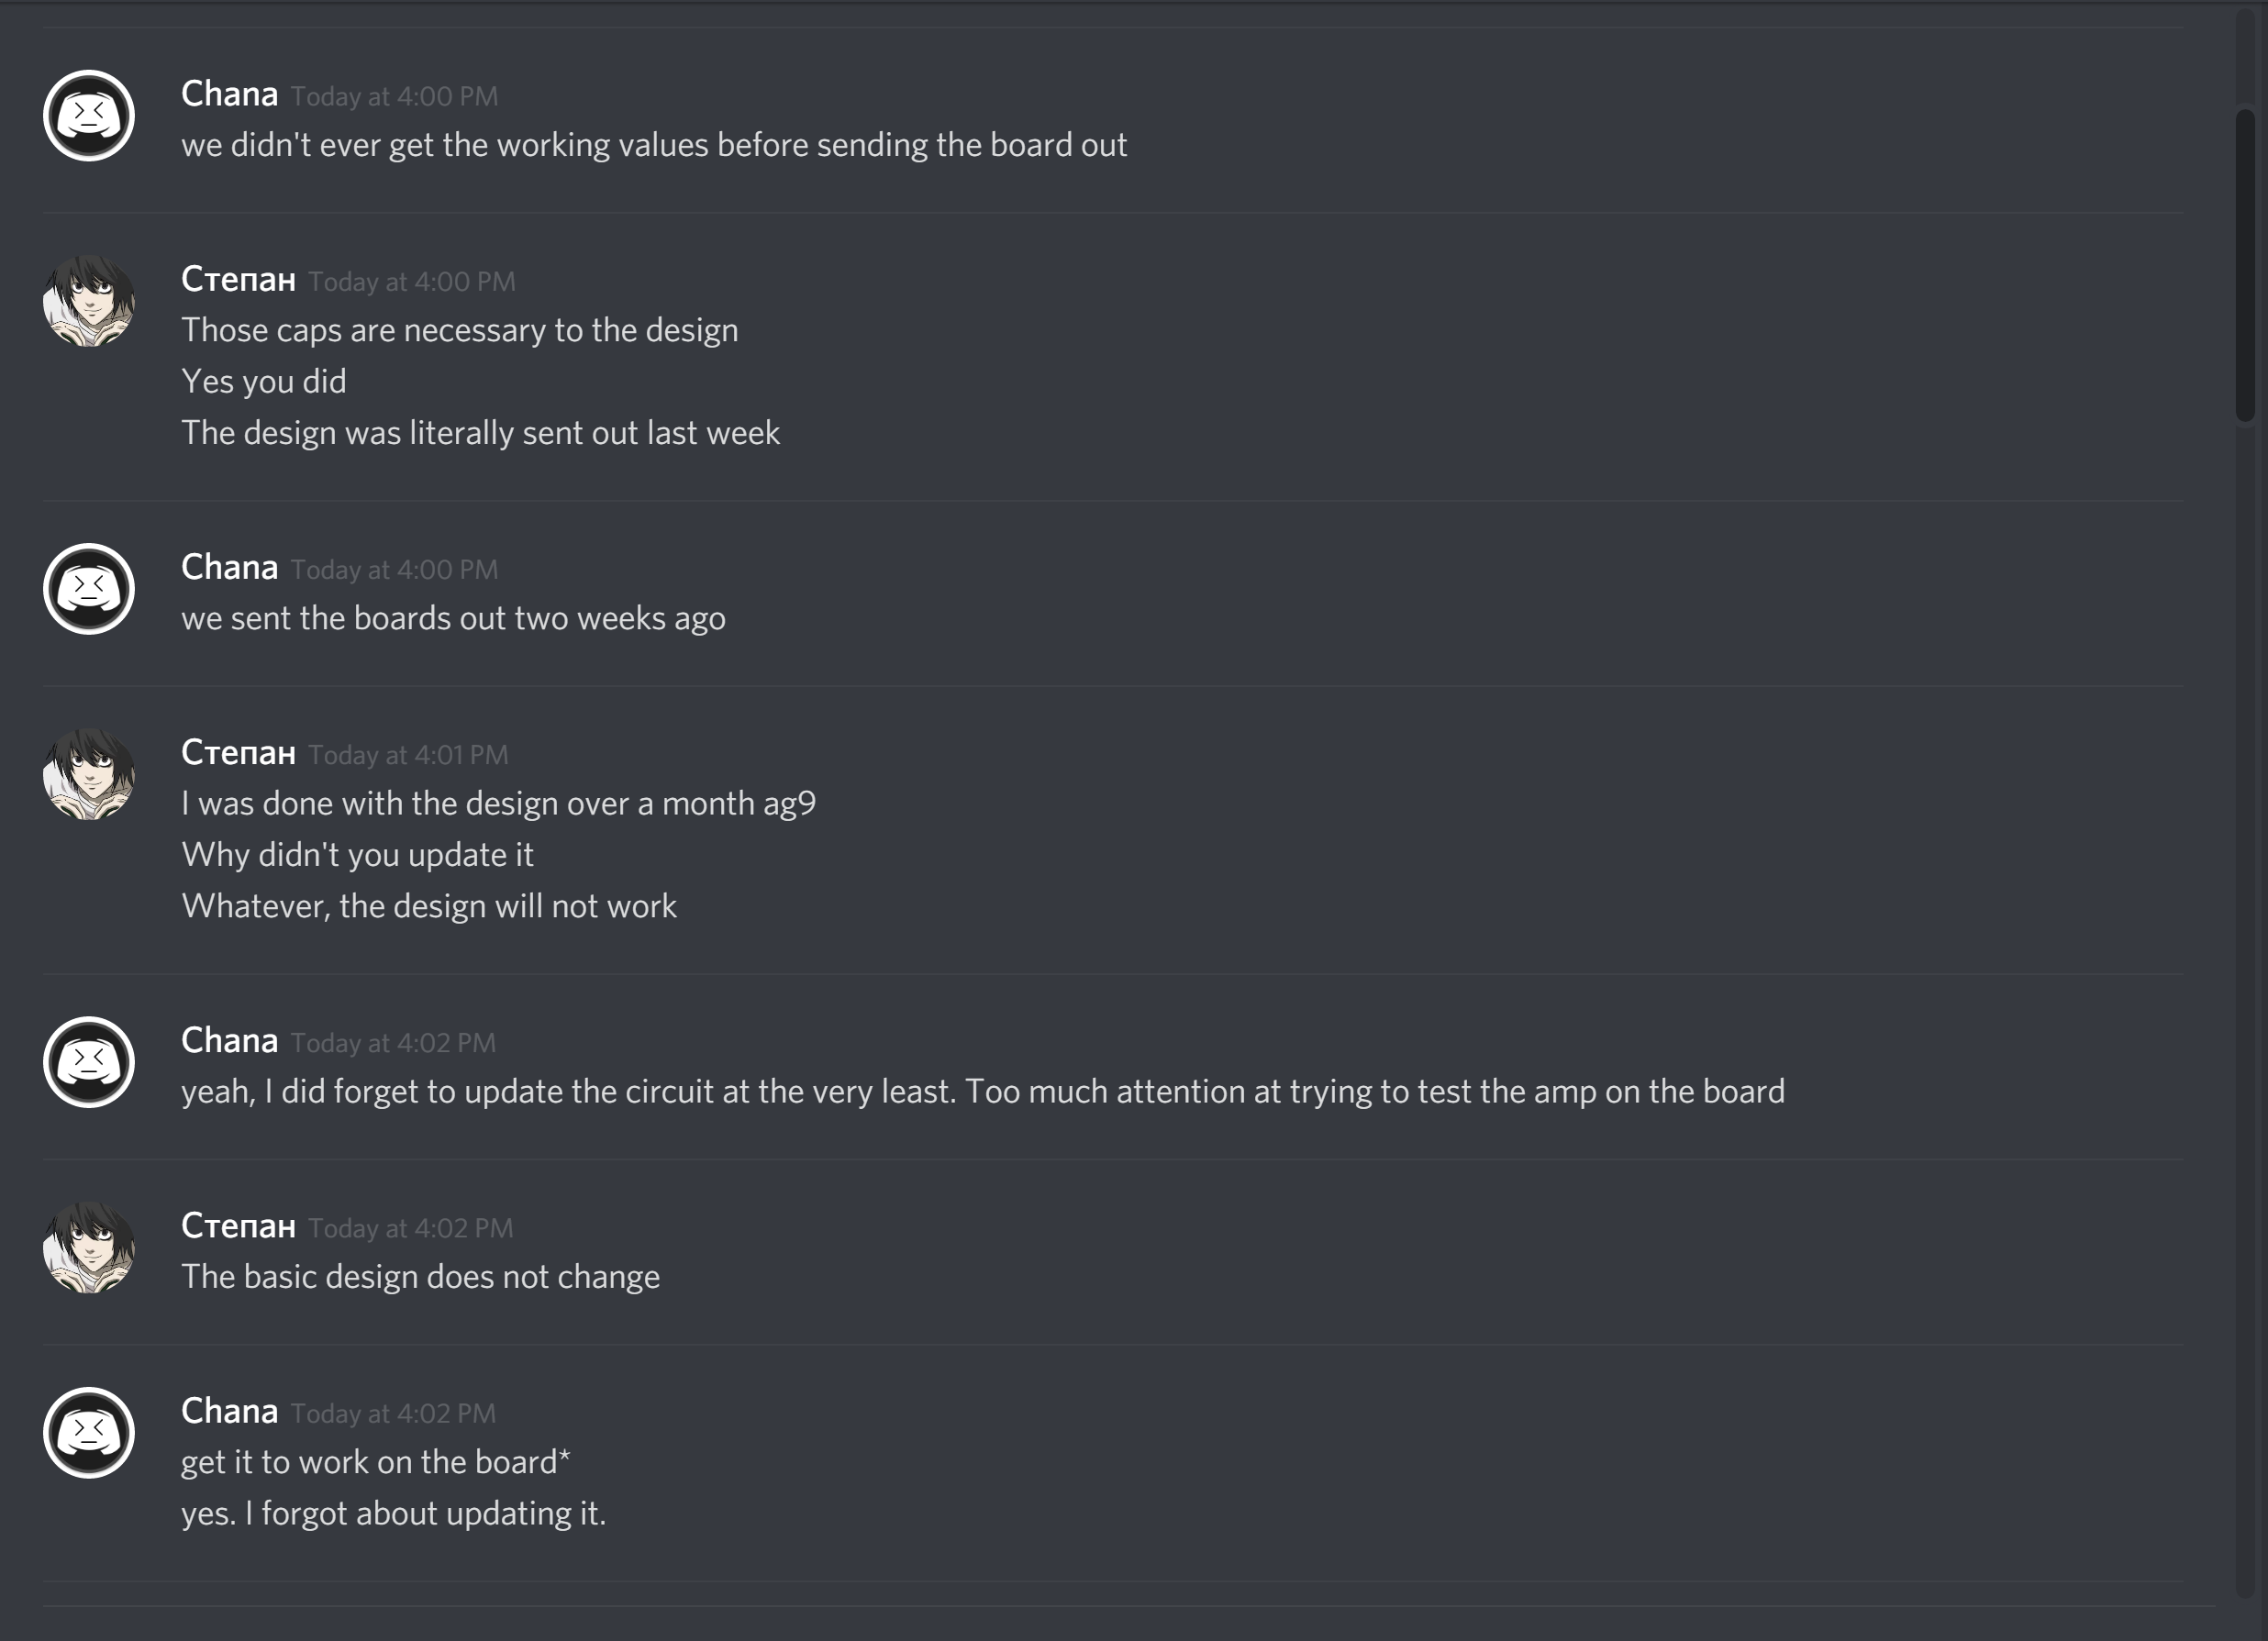 Chana Today at 4:00 PM
we didn't ever get the working values before sending the board out
Степан Today at 4:00 PM
Those caps are necessary to the design
Yes you did
The design was literally sent out last week
Chana Today at 4:00 PM
we sent the boards out two weeks ago
Степан Today at 4:01 PM
I was done with the design over a month ag9
Why didn't you update it
Whatever, the design will not work
Chana Today at 4:02 PM
yeah, I did forget to update the circuit at the very least. Too much attention at trying to test the amp on the board
Степан Today at 4:02 PM
The basic design does not change
Chana Today at 4:02 PM
get it to work on the board*
yes. I forgot about updating it.